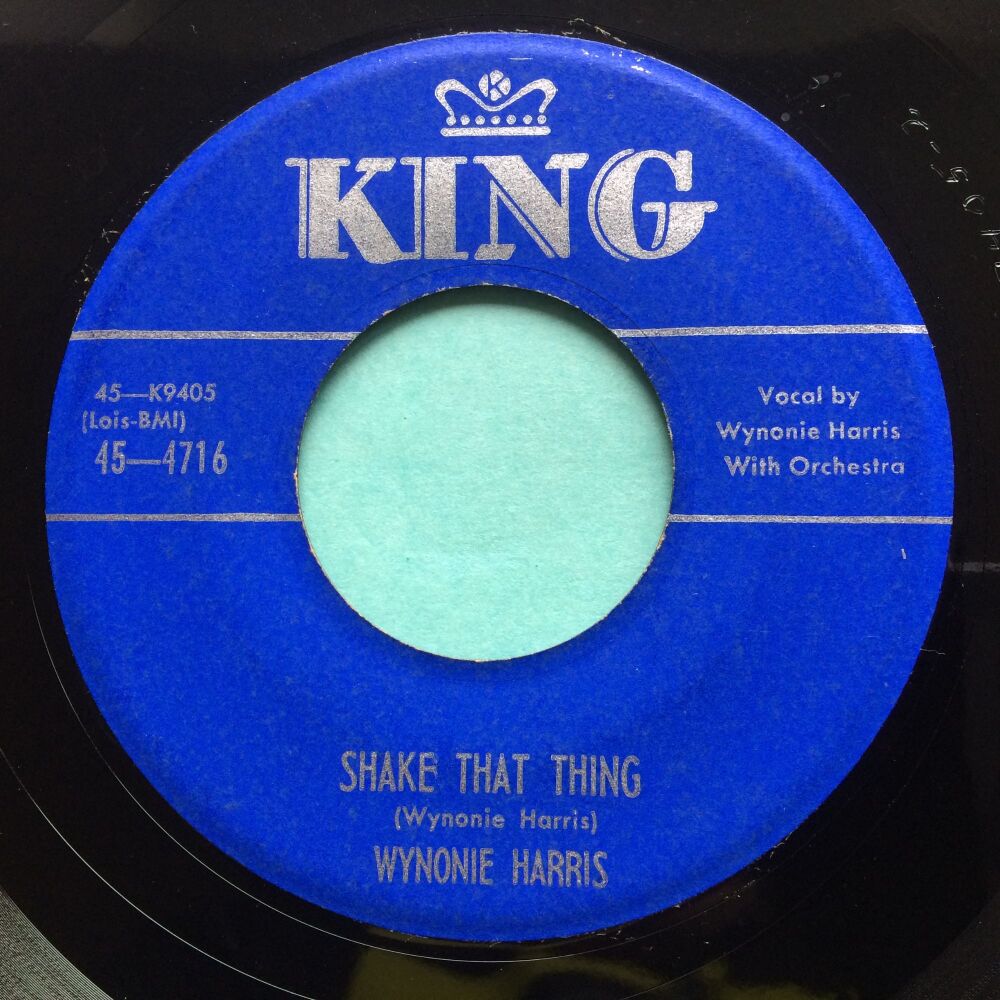 K
KING
45—K9405
(Lois-BMI)
45—4716
Vocal by
Wynonie Harris
With Orchestra
SHAKE THAT THING
(Wynonie Harris)
WYNONIE HARRIS